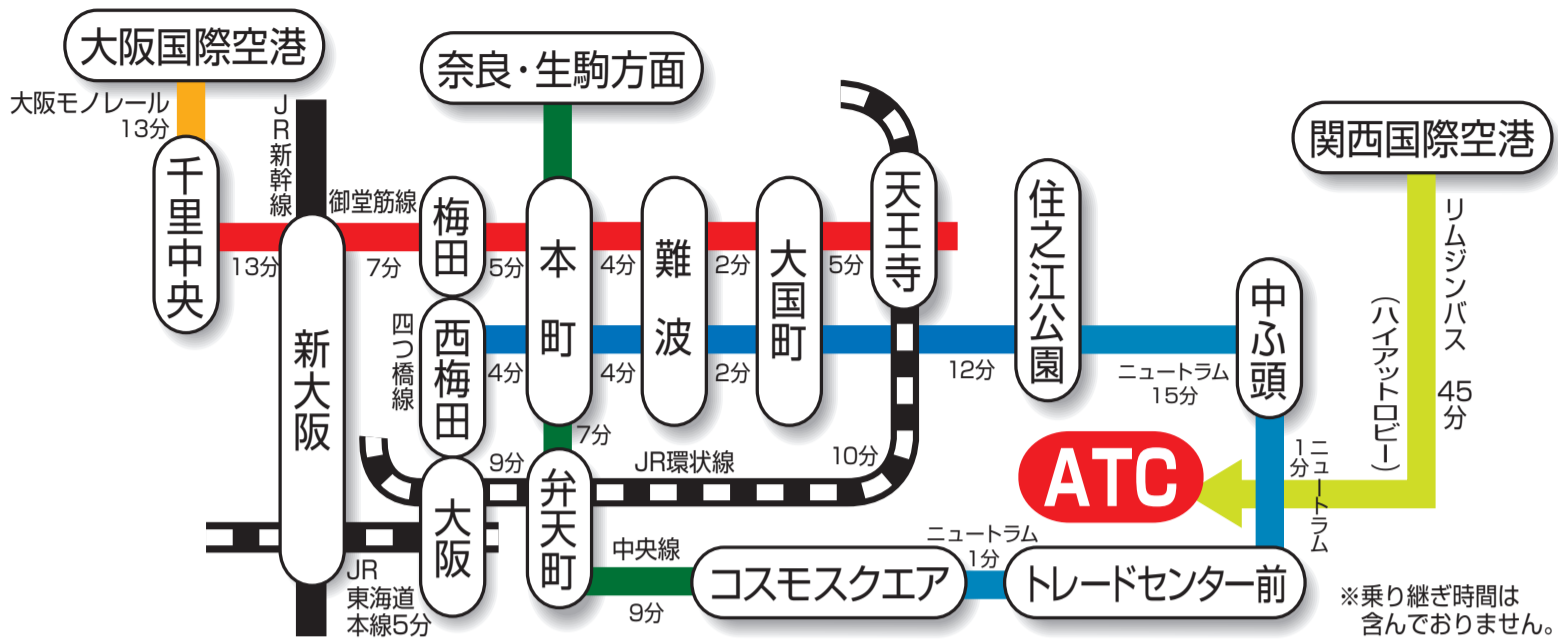 大阪国際空港
奈良・生駒方面
関西国際空港
大阪モノレール
13分
JR新幹線
千里中央
御堂筋線
梅田
本町
難波
大国町
天王寺
住之江公園
中ふ頭
リムジンバス 45分
(ハイアットロビー)
13分
7分
5分
4分
2分
5分
新大阪
四つ橋線
西梅田
4分
4分
2分
12分
ニュートラム
15分
7分
9分
JR環状線
10分
ATC
ニュートラム
1分
大阪
弁天町
中央線
9分
コスモスクエア
ニュートラム
1分
トレードセンター前
JR
東海道
本線5分
※乗り継ぎ時間は
含んでおりません。